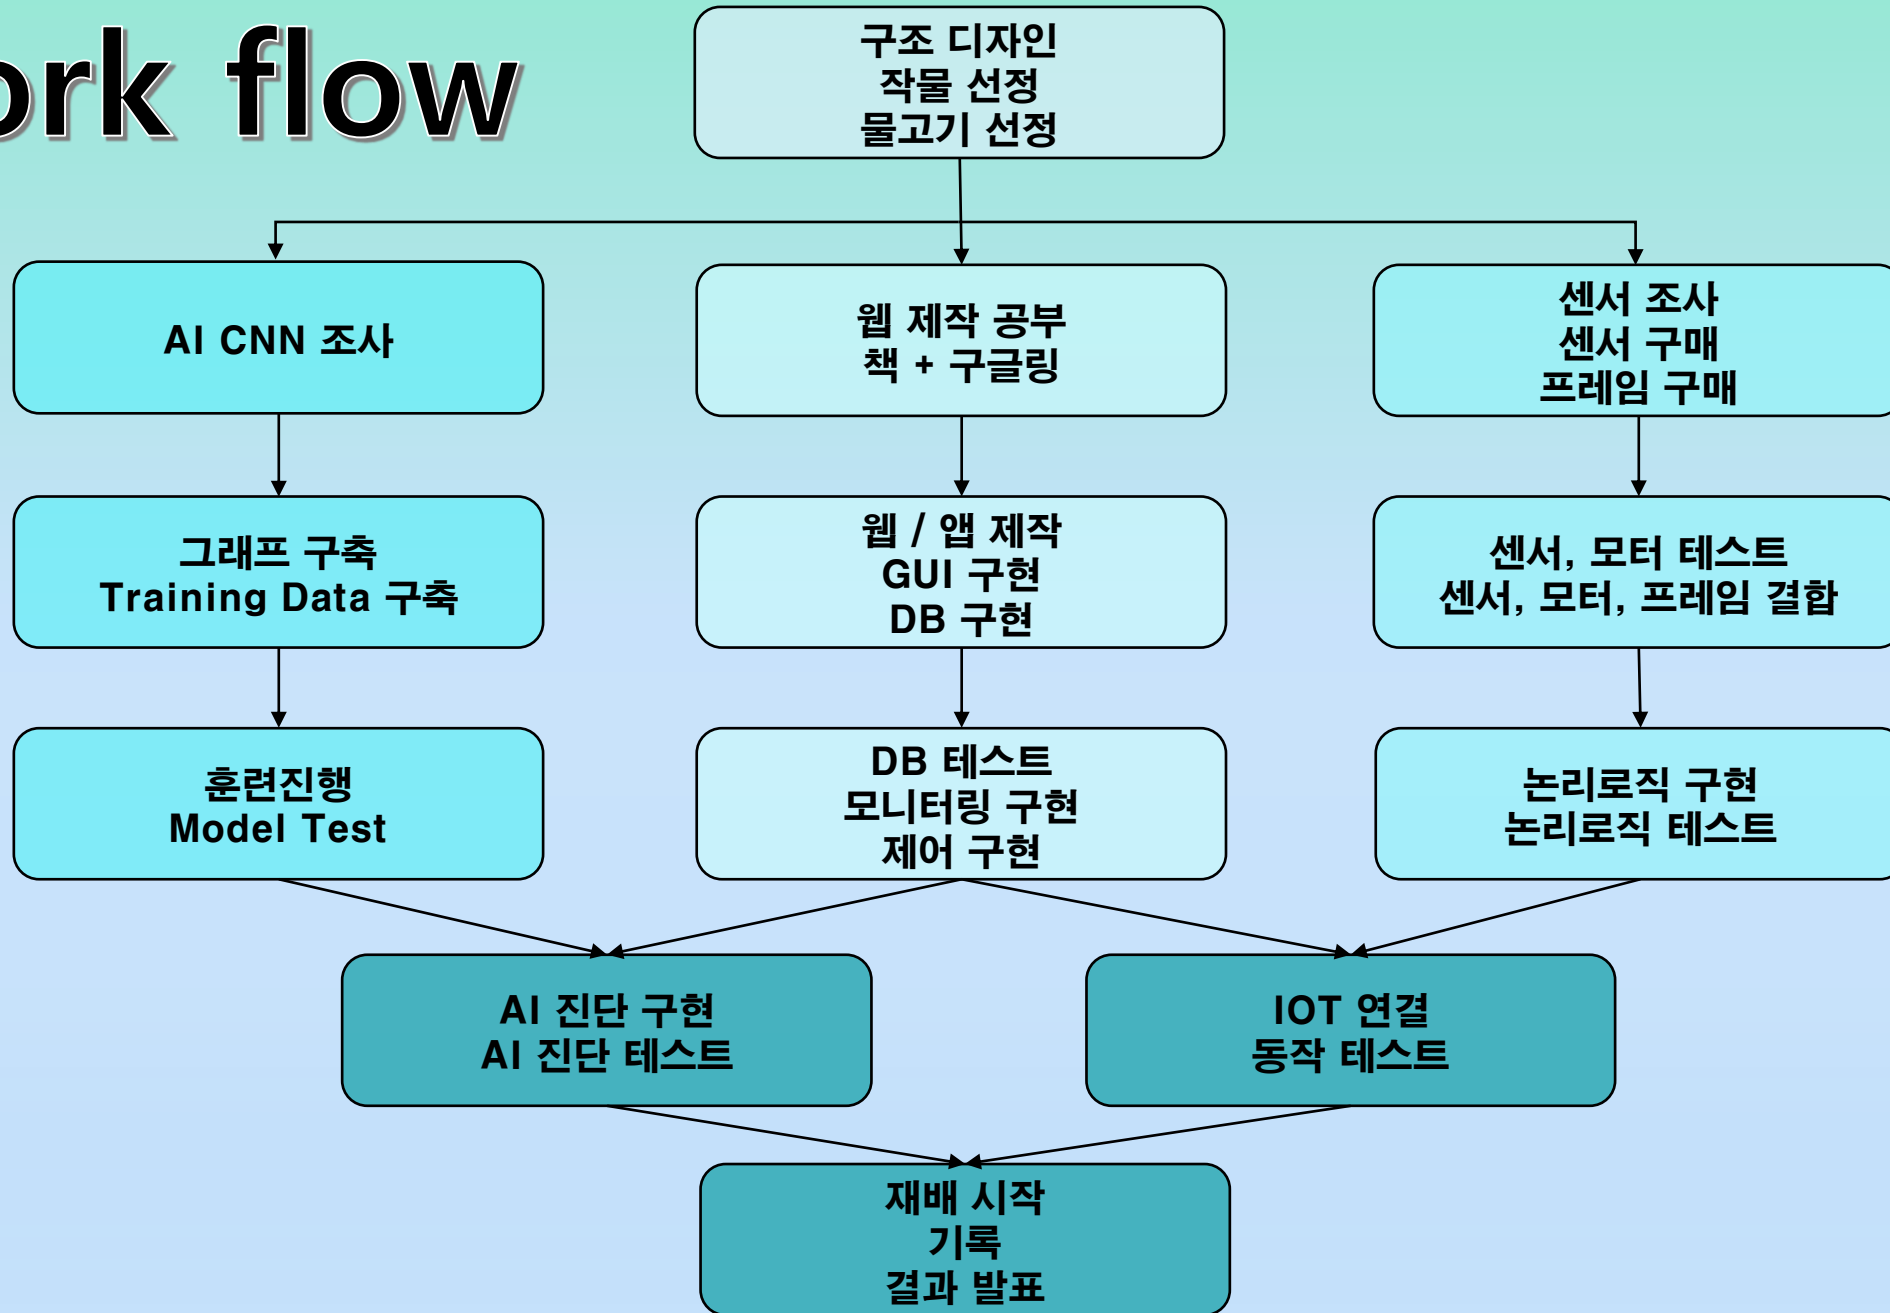 ork flow
구조 디자인
작물 선정
물고기 선정
AI CNN 조사
웹 제작 공부
책 + 구글링
센서 조사
센서 구매
프레임 구매
그래프 구축
Training Data 구축
웹 / 앱 제작
GUI 구현
DB 구현
센서, 모터 테스트
센서, 모터, 프레임 결합
훈련진행
Model Test
DB 테스트
모니터링 구현
제어 구현
논리로직 구현
논리로직 테스트
AI 진단 구현
AI 진단 테스트
IOT 연결
동작 테스트
재배 시작
기록
결과 발표